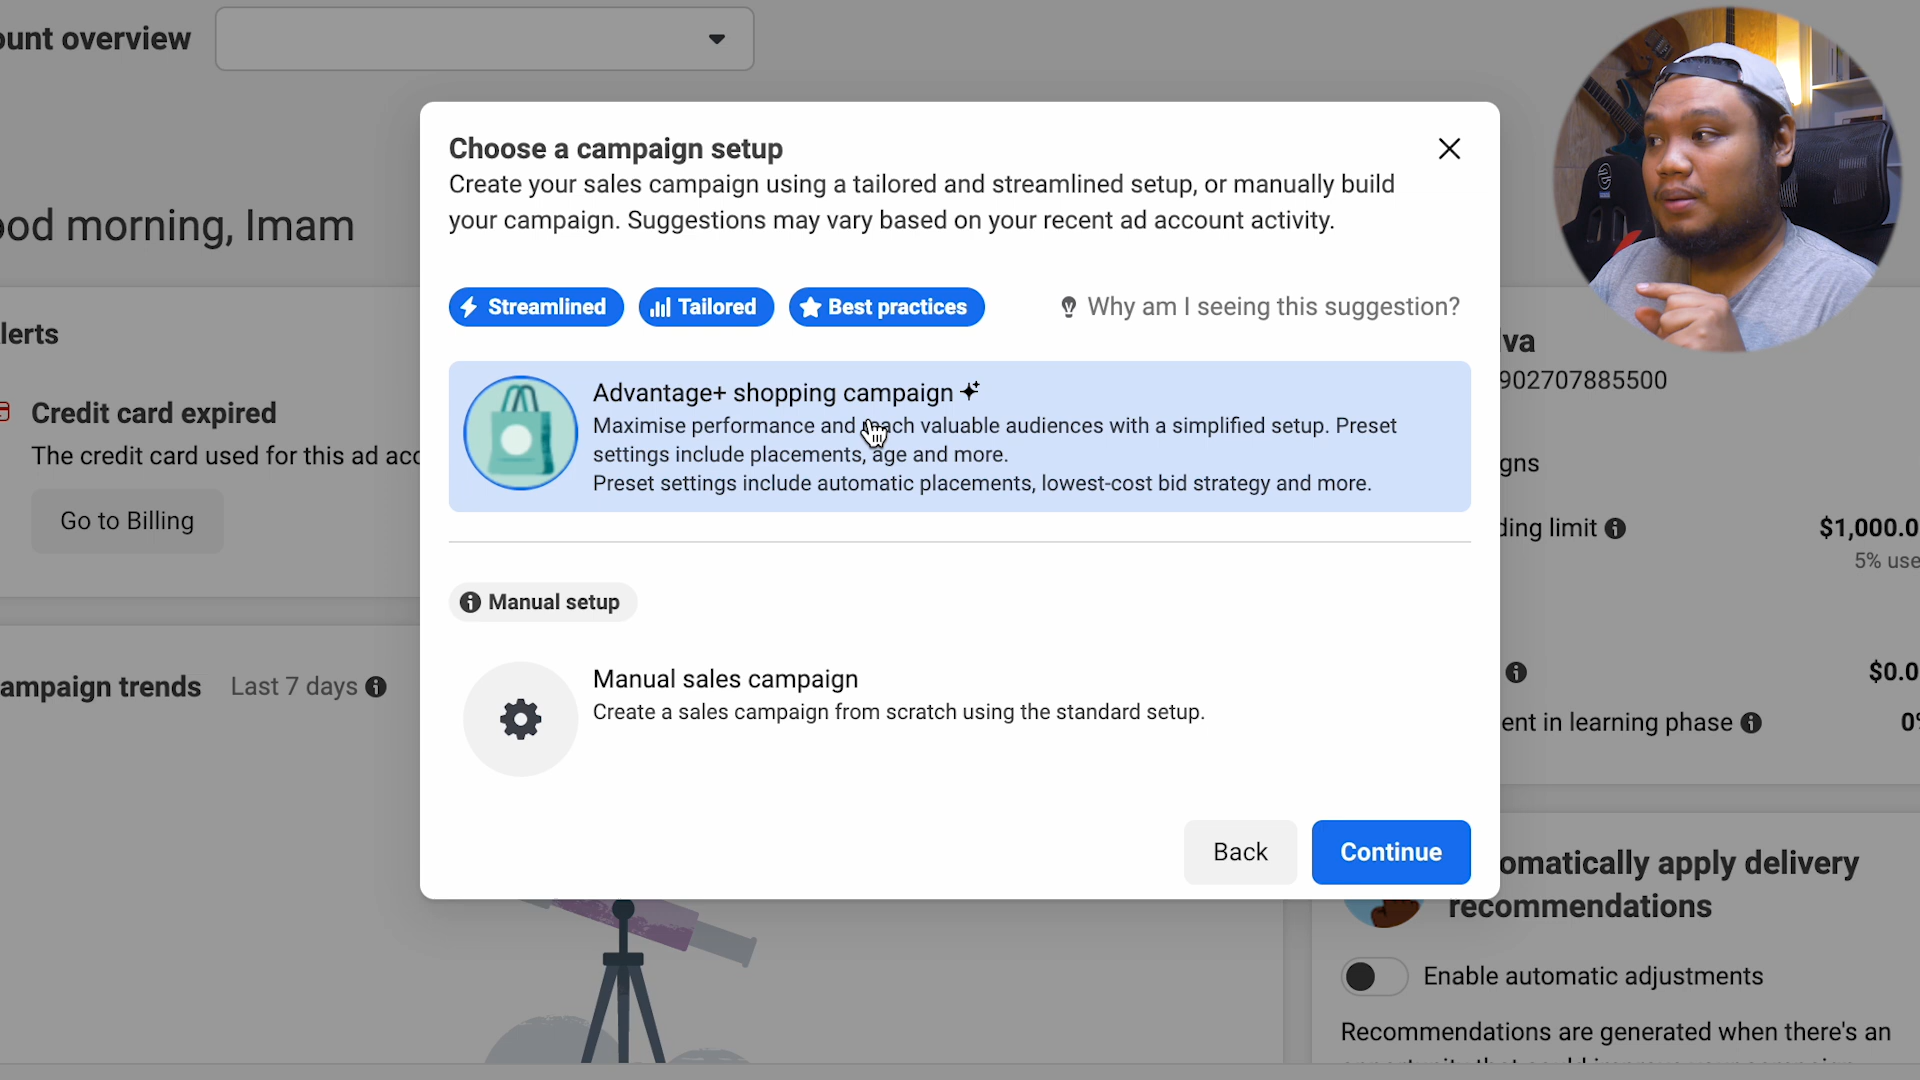 ount overview
ood morning, Imam
lerts
Credit card expired
The credit card used for this ad acc
Go to Billing
ampaign trends Last 7 days
Choose a campaign setup
Create your sales campaign using a tailored and streamlined setup, or manually build
your campaign. Suggestions may vary based on your recent ad account activity.
Streamlined Tailored Best practices Why am I seeing this suggestion?
Advantage+ shopping campaign
Maximise performance and reach valuable audiences with a simplified setup. Preset
settings include placements, age and more.
Preset settings include automatic placements, lowest-cost bid strategy and more.
Manual setup
Manual sales campaign
Create a sales campaign from scratch using the standard setup.
Back Continue
va
902707885500
gns
ding limit $1,000.0
5% use
$0.0
ent in learning phase 0%
omatically apply delivery
recommendations
Enable automatic adjustments
Recommendations are generated when there's an